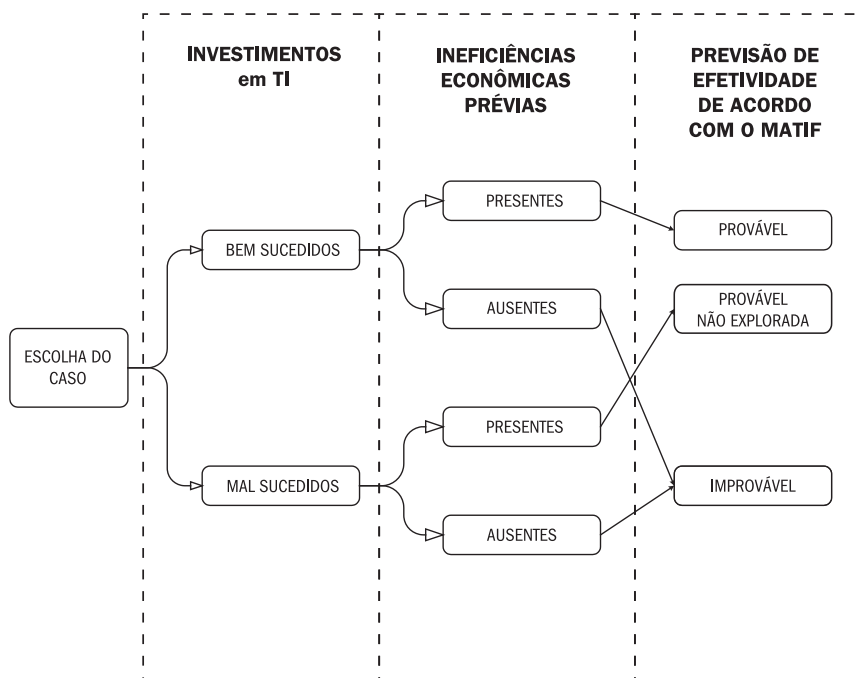 INVESTIMENTOS
em TI
INEFICIÊNCIAS
ECONÔMICAS
PRÉVIAS
PREVISÃO DE
EFETIVIDADE
DE ACORDO
COM O MATIF
ESCOLHA DO
CASO
BEM SUCEDIDOS
MAL SUCEDIDOS
PRESENTES
AUSENTES
PRESENTES
AUSENTES
PROVÁVEL
PROVÁVEL
NÃO EXPLORADA
IMPROVÁVEL